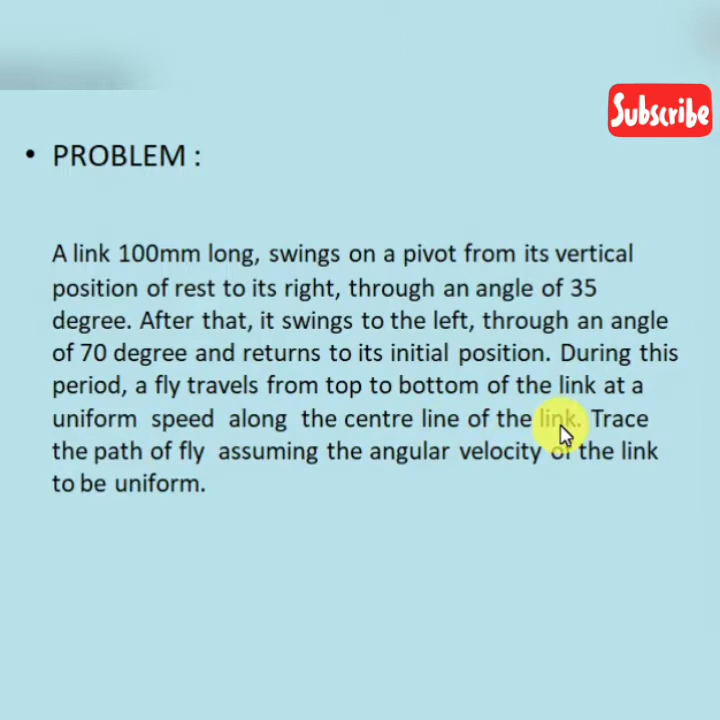 Subscribe
• PROBLEM :
A link 100mm long, swings on a pivot from its vertical
position of rest to its right, through an angle of 35
degree. After that, it swings to the left, through an angle
of 70 degree and returns to its initial position. During this
period, a fly travels from top to bottom of the link at a
uniform speed along the centre line of the link. Trace
the path of fly assuming the angular velocity of the link
to be uniform.